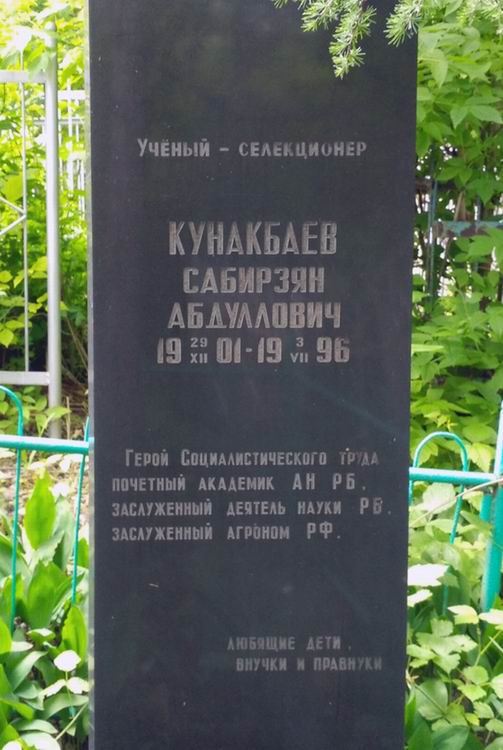 Учёный - селекционер
КУНАКБАЕВ
САБИРЗЯН
АБДУЛЛОВИЧ
19 29 XII 01-19 3 VII 96
Герой Социалистического труда
почетный академик АН РБ.
заслуженный деятель науки РБ.
заслуженный агроном РФ.
любящие дети,
внучки и правнуки